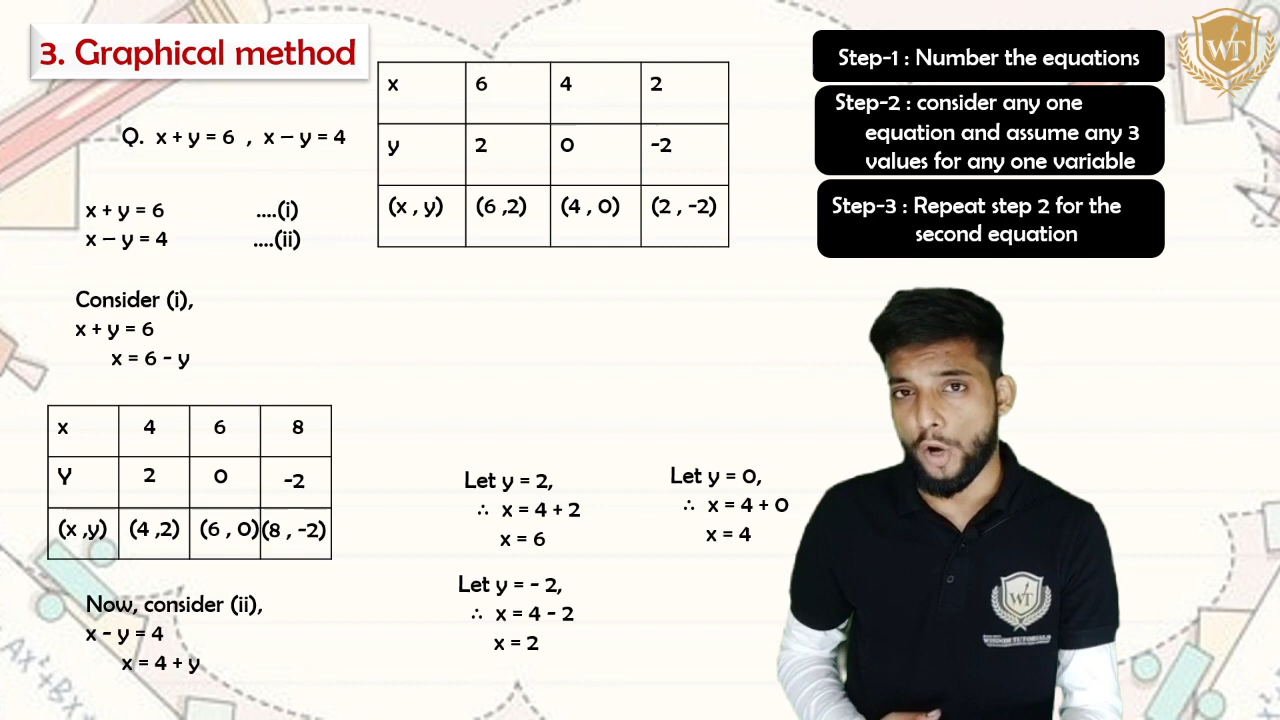 3. Graphical method
Q. x + y = 6 , x – y = 4
x + y = 6 ....(i)
x – y = 4 ....(ii)
Consider (i),
x + y = 6
x = 6 - y
x 4 6 8
Y 2 0 -2
(x ,y) (4 ,2) (6 , 0) (8 , -2)
Now, consider (ii),
x - y = 4
x = 4 + y
x 6 4 2
y 2 0 -2
(x , y) (6 ,2) (4 , 0) (2 , -2)
Let y = 2,
∴ x = 4 + 2
x = 6
Let y = 0,
∴ x = 4 + 0
x = 4
Let y = - 2,
∴ x = 4 - 2
x = 2
Step-1 : Number the equations
Step-2 : consider any one
equation and assume any 3
values for any one variable
Step-3 : Repeat step 2 for the
second equation
WT
WT
WISDOM TUTORIALS